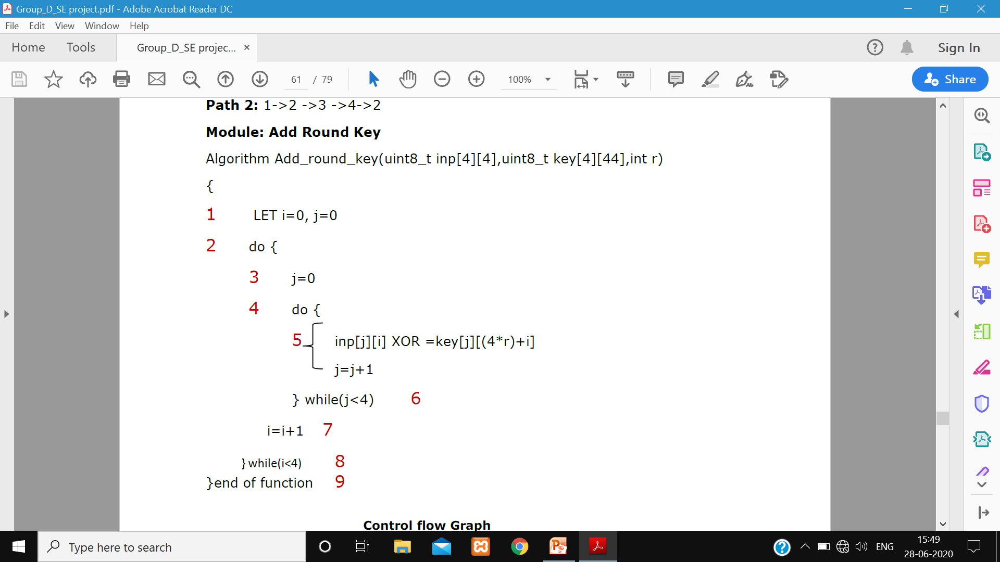 Group_D_SE project.pdf - Adobe Acrobat Reader DC
File Edit View Window Help
Home Tools Group_D_SE projec... × Sign In
61 / 79 100% Share
Path 2: 1->2 ->3 ->4->2
Module: Add Round Key
Algorithm Add_round_key(uint8_t inp[4][4],uint8_t key[4][44],int r)
{
1 LET i=0, j=0
2 do {
3 j=0
4 do {
5 inp[j][i] XOR =key[j][(4*r)+i]
j=j+1
} while(j<4) 6
i=i+1 7
} while(i<4) 8
}end of function 9
Control flow Graph
Type here to search
ENG
15:49
28-06-2020